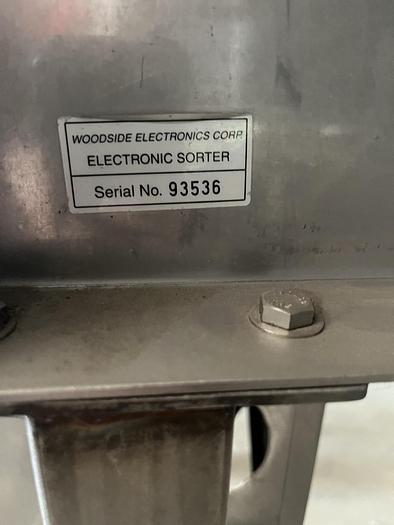 WOODSIDE ELECTRONICS CORP.
ELECTRONIC SORTER
Serial No. 93536